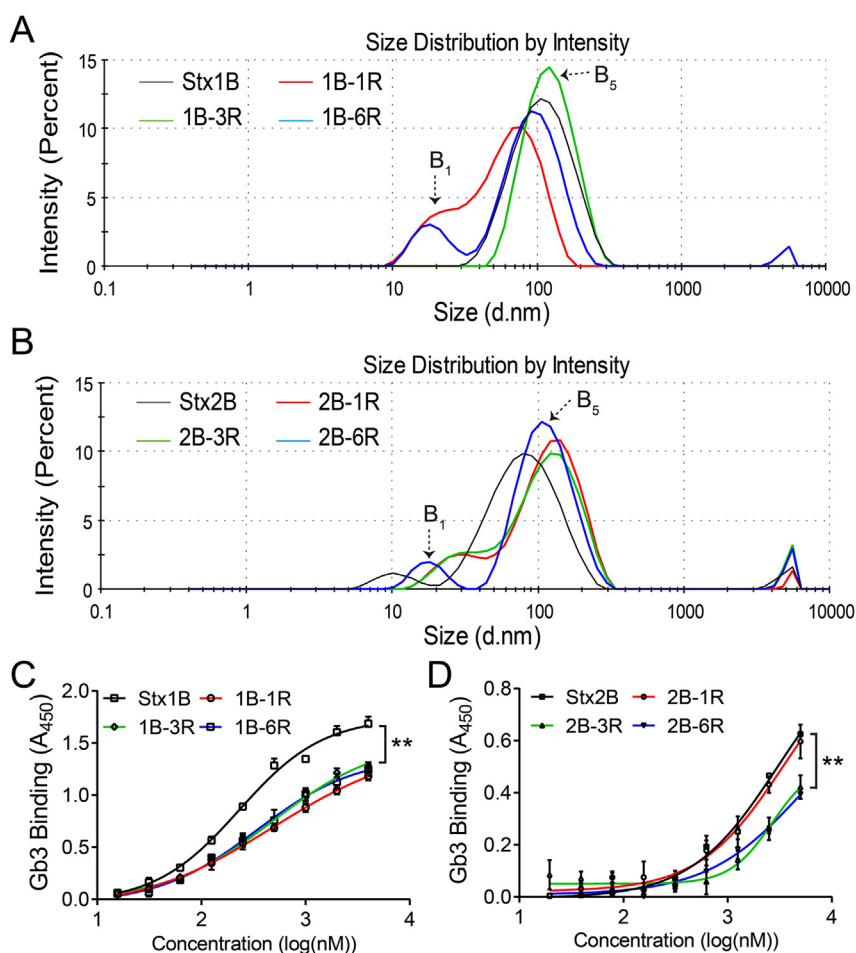 A
Size Distribution by Intensity
Intensity (Percent)
15
10
5
0
Stx1B
1B-1R
1B-3R
1B-6R
B₁
B₅
0.1
1
10
100
1000
10000
Size (d.nm)
B
Size Distribution by Intensity
Intensity (Percent)
15
10
5
0
Stx2B
2B-1R
2B-3R
2B-6R
B₁
B₅
0.1
1
10
100
1000
10000
Size (d.nm)
C
Gb3 Binding (A₄₅₀)
2.0
1.5
1.0
0.5
0.0
Stx1B
1B-1R
1B-3R
1B-6R
**
1
2
3
4
Concentration (log(nM))
D
Gb3 Binding (A₄₅₀)
0.8
0.6
0.4
0.2
0.0
Stx2B
2B-1R
2B-3R
2B-6R
**
1
2
3
4
Concentration (log(nM))